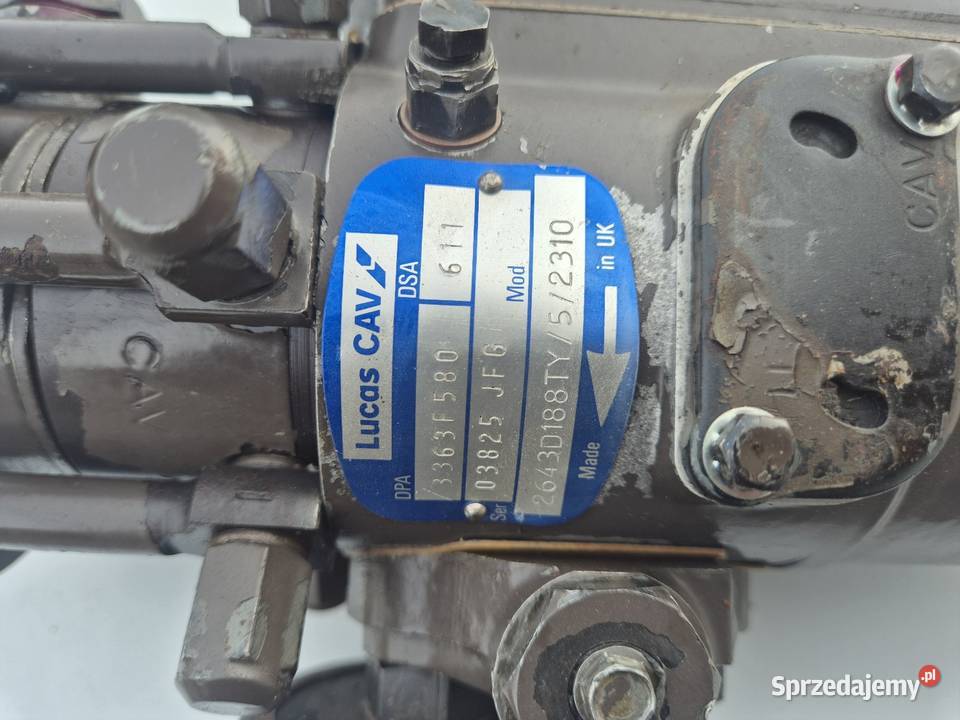 Lucas CAV
DPA /3363F580 DSA 611
Ser 03825 JFG Mod
2643D188TY/5/2310
Made in UK
CAV
CAV
Sprzedajemy.pl